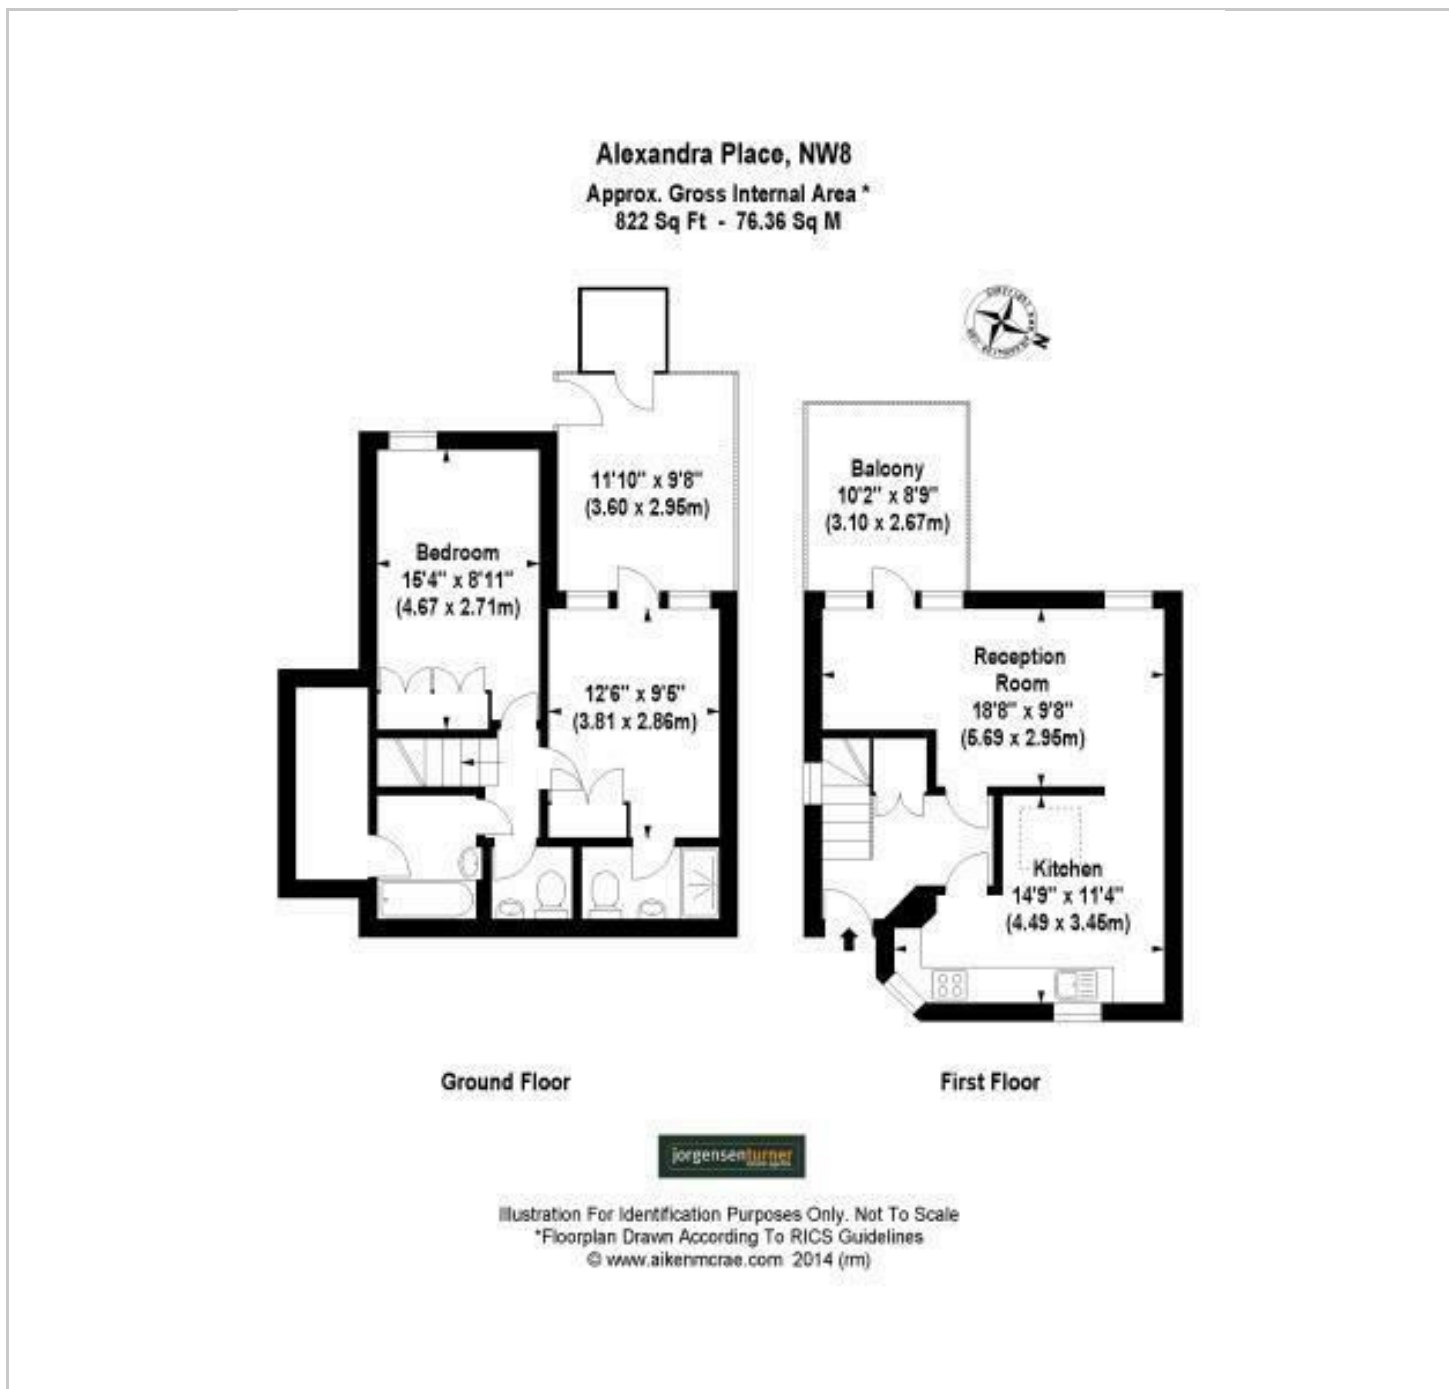 Alexandra Place, NW8
Approx. Gross Internal Area *
822 Sq Ft - 76.36 Sq M
N
11'10" x 9'8"
(3.60 x 2.95m)
Bedroom
15'4" x 8'11"
(4.67 x 2.71m)
12'6" x 9'5"
(3.81 x 2.86m)
Balcony
10'2" x 8'9"
(3.10 x 2.67m)
Reception
Room
18'8" x 9'8"
(5.69 x 2.95m)
Kitchen
14'9" x 11'4"
(4.49 x 3.45m)
Ground Floor
First Floor
jorgensenturner
Illustration For Identification Purposes Only. Not To Scale
*Floorplan Drawn According To RICS Guidelines
© www.aikenmcrae.com 2014 (rm)